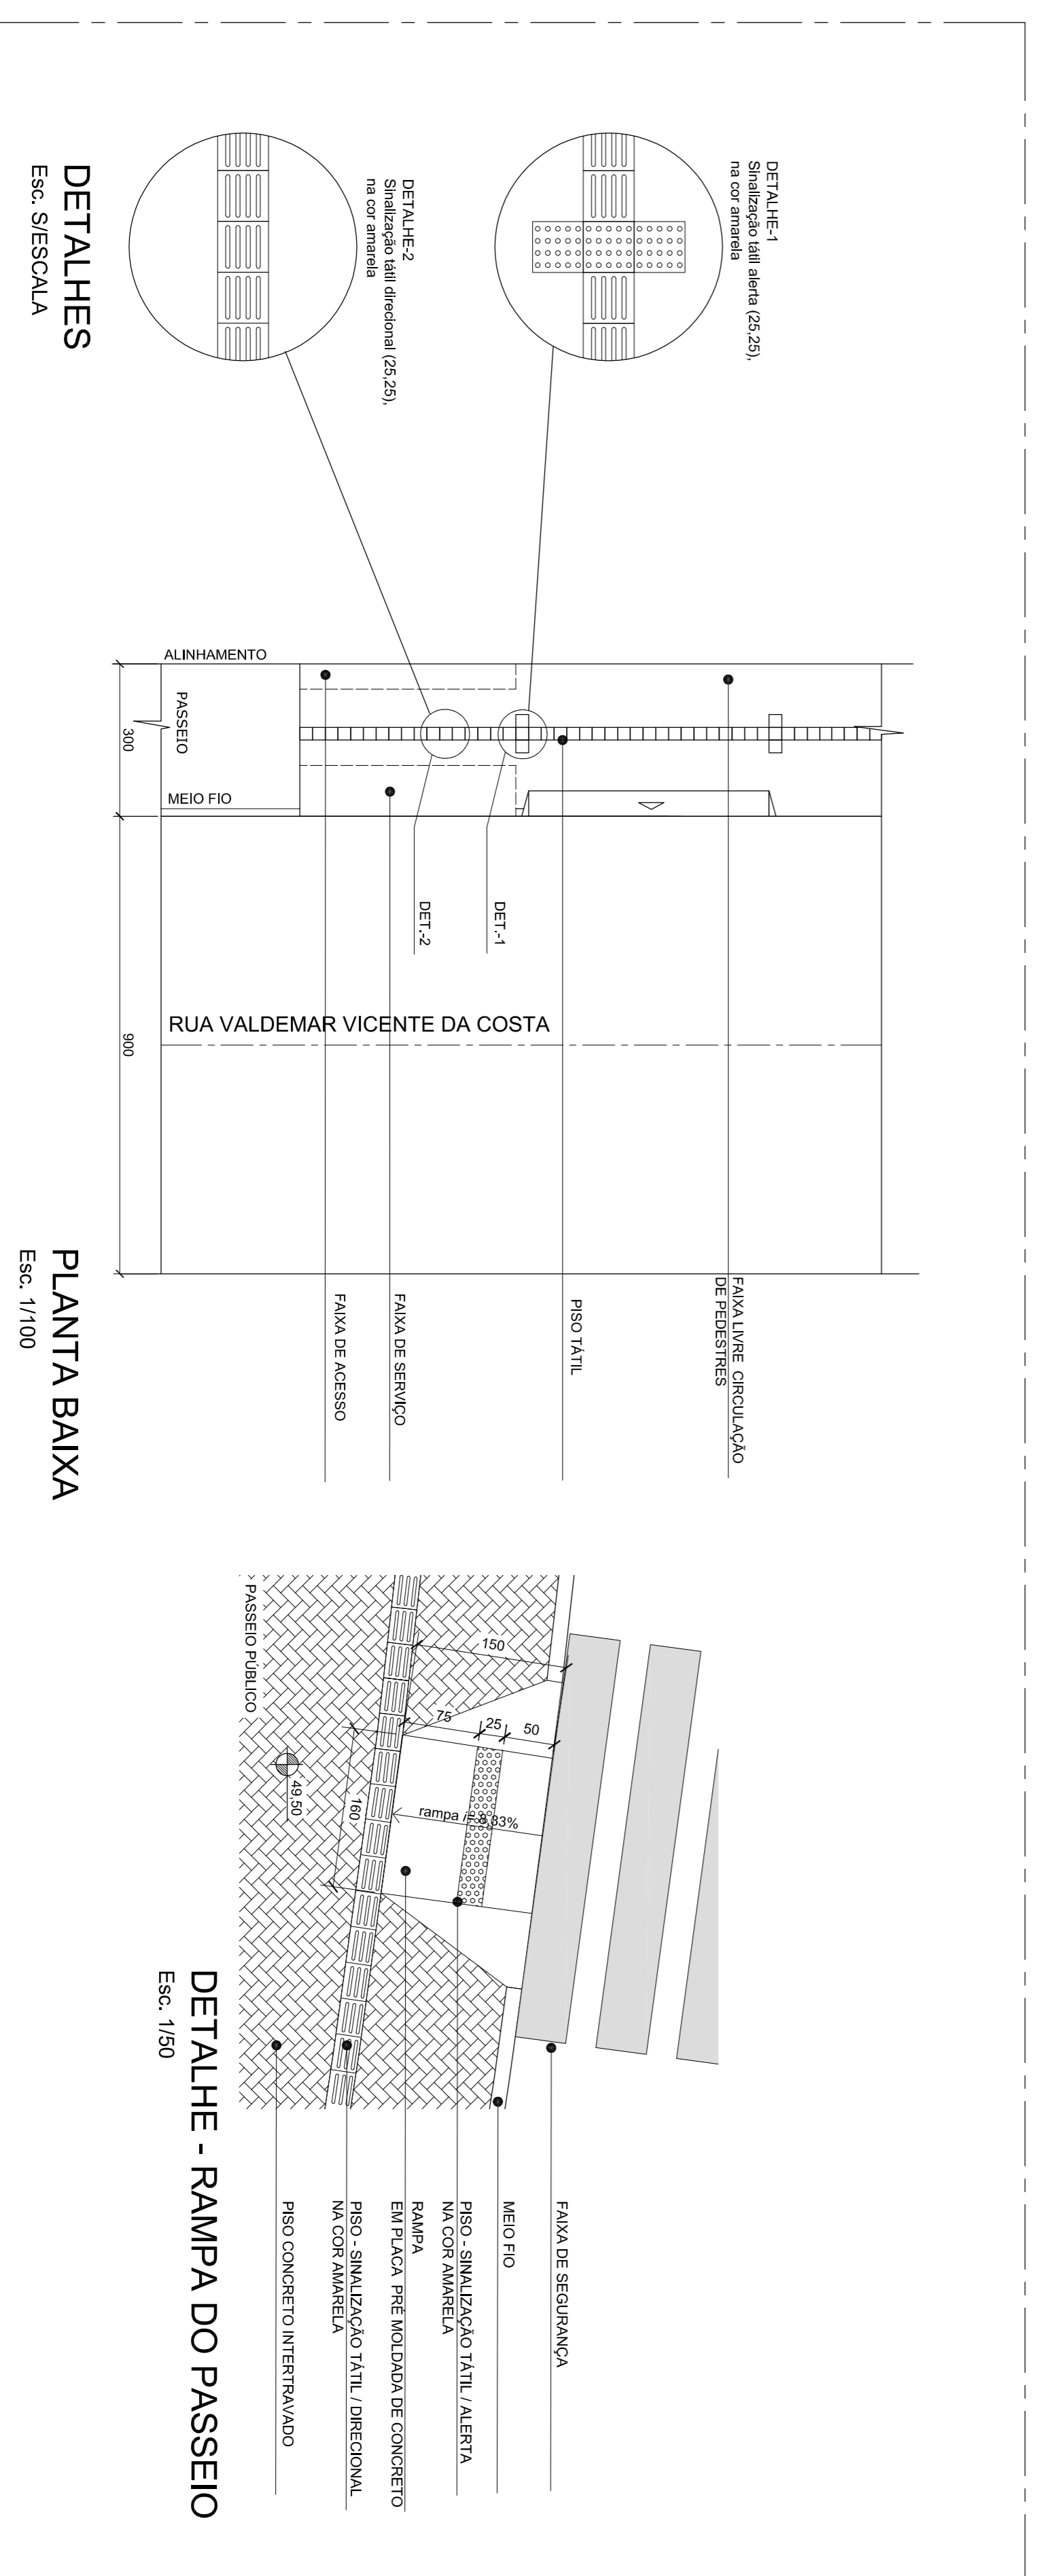 DETALHE-1
Sinalização tátil alerta (25,25),
na cor amarela
DETALHE-2
Sinalização tátil direcional (25,25),
na cor amarela
DETALHES
Esc. S/ESCALA
ALINHAMENTO
PASSEIO
MEIO FIO
300
900
DET.-1
DET.-2
RUA VALDEMAR VICENTE DA COSTA
FAIXA LIVRE CIRCULAÇÃO
DE PEDESTRES
PISO TÁTIL
FAIXA DE SERVIÇO
FAIXA DE ACESSO
PLANTA BAIXA
Esc. 1/100
PASSEIO PÚBLICO
150
75
25
50
160
49,50
rampa i= 8,33%
FAIXA DE SEGURANÇA
MEIO FIO
PISO - SINALIZAÇÃO TÁTIL / ALERTA
NA COR AMARELA
RAMPA
EM PLACA PRÉ MOLDADA DE CONCRETO
PISO - SINALIZAÇÃO TÁTIL / DIRECIONAL
NA COR AMARELA
PISO CONCRETO INTERTRAVADO
DETALHE - RAMPA DO PASSEIO
Esc. 1/50